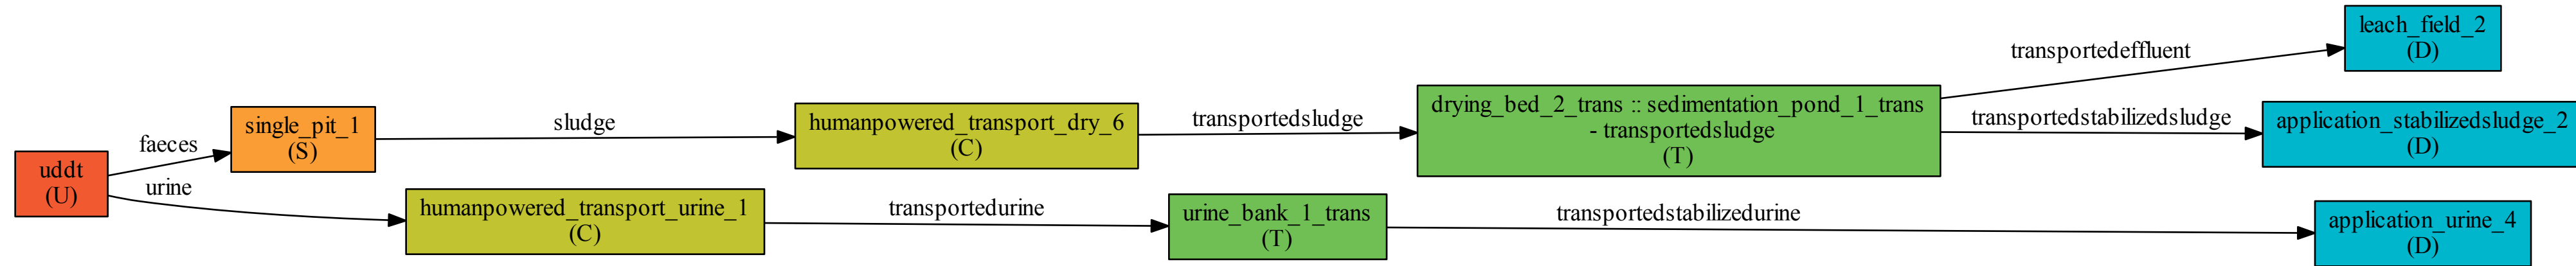 uddt
(U)
faeces
urine
single_pit_1
(S)
sludge
humanpowered_transport_urine_1
(C)
humanpowered_transport_dry_6
(C)
transportedsludge
transportedurine
urine_bank_1_trans
(T)
drying_bed_2_trans :: sedimentation_pond_1_trans
- transportedsludge
(T)
transportedeffluent
transportedstabilizedsludge
transportedstabilizedurine
leach_field_2
(D)
application_stabilizedsludge_2
(D)
application_urine_4
(D)